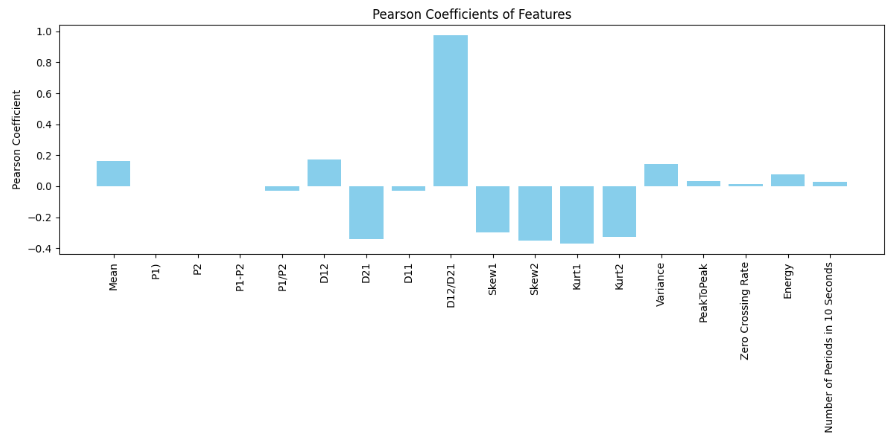 Pearson Coefficients of Features
Pearson Coefficient
1.0
0.8
0.6
0.4
0.2
0.0
−0.2
−0.4
Mean
P1)
P2
P1-P2
P1/P2
D12
D21
D11
D12/D21
Skew1
Skew2
Kurt1
Kurt2
Variance
PeakToPeak
Zero Crossing Rate
Energy
Number of Periods in 10 Seconds